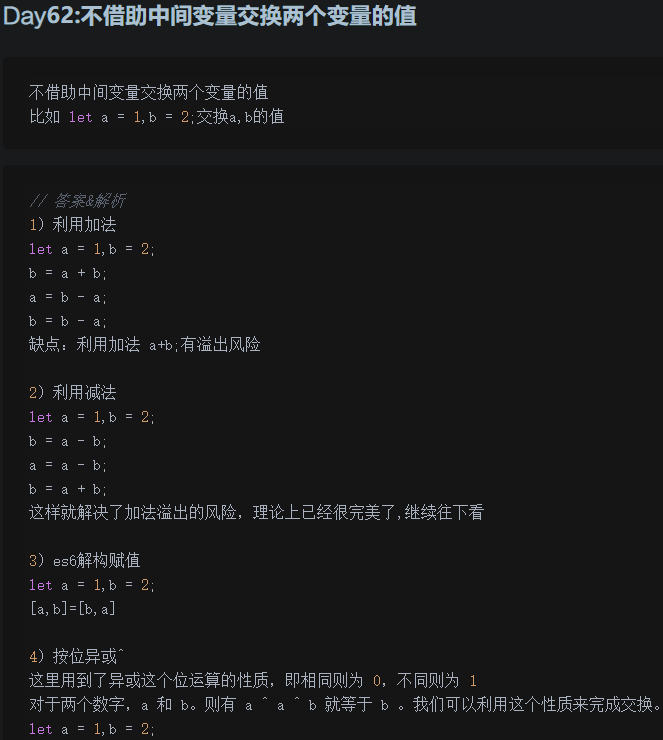 Day62:不借助中间变量交换两个变量的值
不借助中间变量交换两个变量的值
比如 let a = 1,b = 2;交换a,b的值
// 答案&解析
1）利用加法
let a = 1,b = 2;
b = a + b;
a = b - a;
b = b - a;
缺点：利用加法 a+b;有溢出风险
2）利用减法
let a = 1,b = 2;
b = a - b;
a = a - b;
b = a + b;
这样就解决了加法溢出的风险，理论上已经很完美了,继续往下看
3）es6解构赋值
let a = 1,b = 2;
[a,b]=[b,a]
4）按位异或^
这里用到了异或这个位运算的性质，即相同则为 0，不同则为 1
对于两个数字，a 和 b。则有 a ^ a ^ b 就等于 b 。我们可以利用这个性质来完成交换。
let a = 1,b = 2;